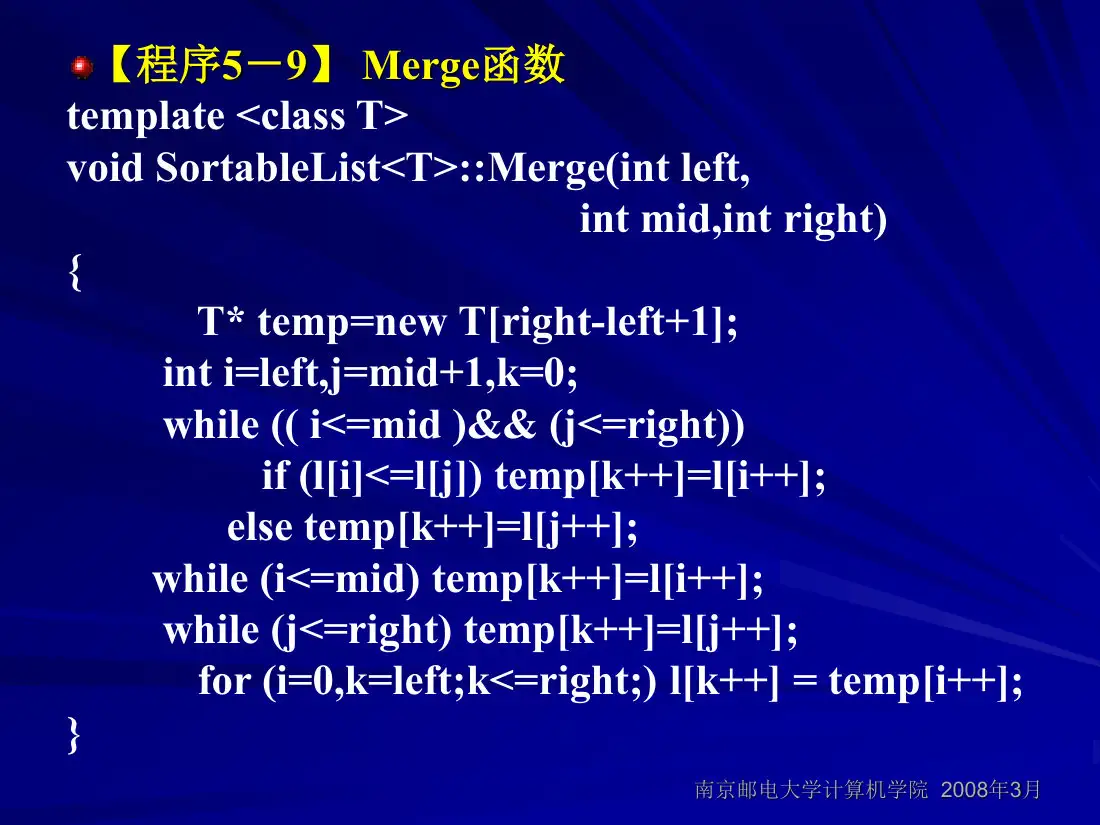 【程序5－9】 Merge函数
template <class T>
void SortableList<T>::Merge(int left,
int mid,int right)
{
T* temp=new T[right-left+1];
int i=left,j=mid+1,k=0;
while (( i<=mid )&& (j<=right))
if (l[i]<=l[j]) temp[k++]=l[i++];
else temp[k++]=l[j++];
while (i<=mid) temp[k++]=l[i++];
while (j<=right) temp[k++]=l[j++];
for (i=0,k=left;k<=right;) l[k++] = temp[i++];
}
南京邮电大学计算机学院 2008年3月